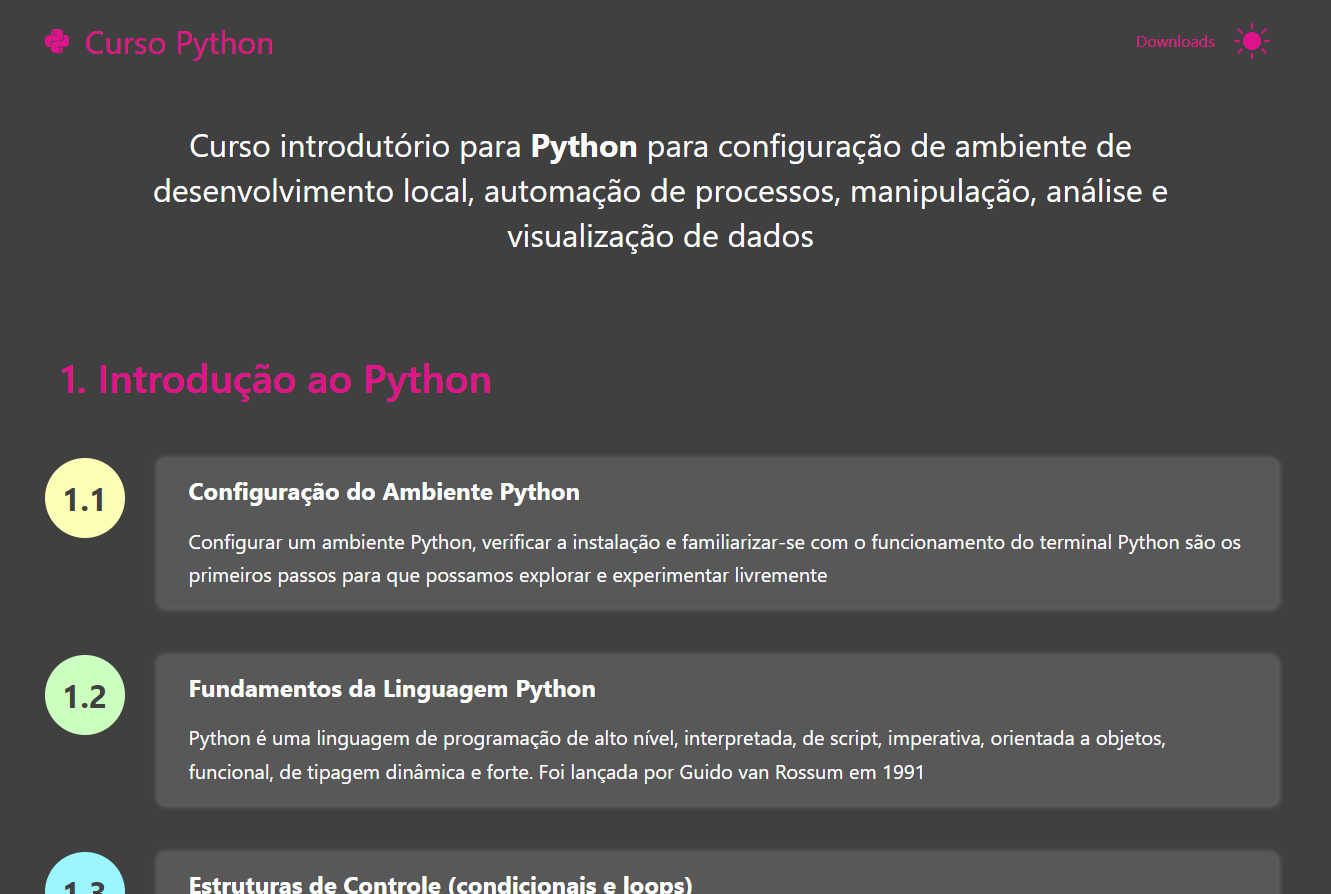 Curso Python
Downloads
Curso introdutório para Python para configuração de ambiente de
desenvolvimento local, automação de processos, manipulação, análise e
visualização de dados
1. Introdução ao Python
1.1
Configuração do Ambiente Python
Configurar um ambiente Python, verificar a instalação e familiarizar-se com o funcionamento do terminal Python são os
primeiros passos para que possamos explorar e experimentar livremente
1.2
Fundamentos da Linguagem Python
Python é uma linguagem de programação de alto nível, interpretada, de script, imperativa, orientada a objetos,
funcional, de tipagem dinâmica e forte. Foi lançada por Guido van Rossum em 1991
1.3
Estruturas de Controle (condicionais e loops)